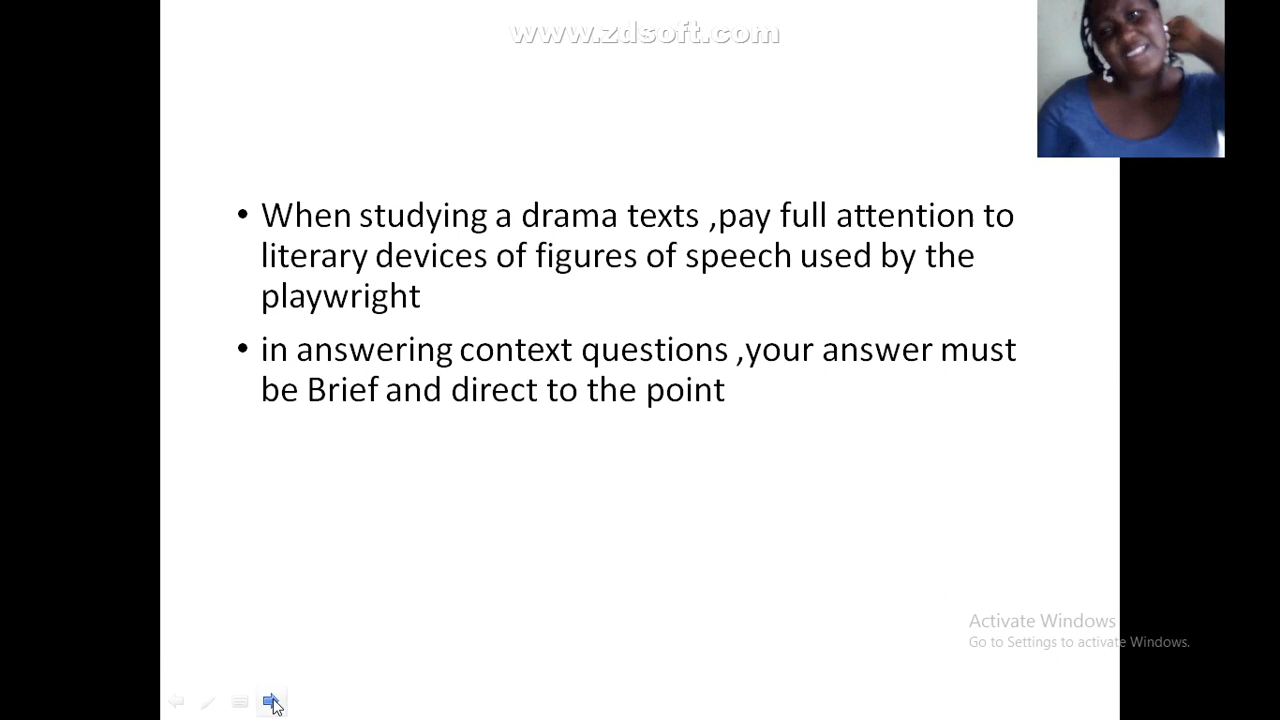 www.zdsoft.com
• When studying a drama texts ,pay full attention to
literary devices of figures of speech used by the
playwright
• in answering context questions ,your answer must
be Brief and direct to the point
Activate Windows
Go to Settings to activate Windows.